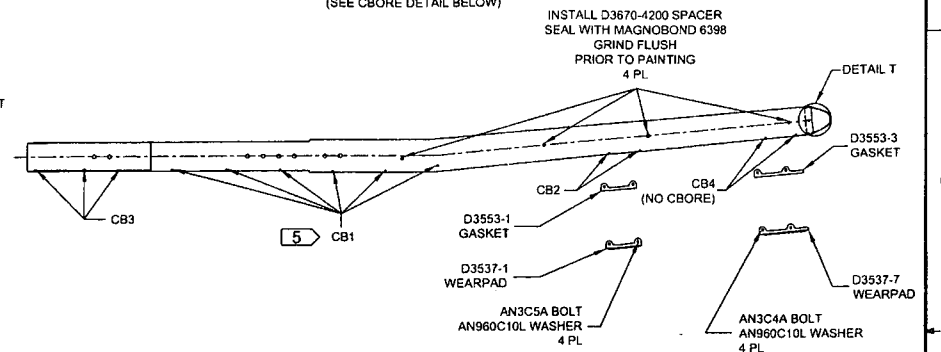 (SEE CBORE DETAIL BELOW)
INSTALL D3670-4200 SPACER
SEAL WITH MAGNOBOND 6398
GRIND FLUSH
PRIOR TO PAINTING
4 PL
DETAIL T
T
D3553-3
GASKET
CB2
CB4
(NO CBORE)
CB3
5
CB1
D3553-1
GASKET
D3537-1
WEARPAD
D3537-7
WEARPAD
AN3C5A BOLT
AN960C10L WASHER
4 PL
AN3C4A BOLT
AN960C10L WASHER
4 PL